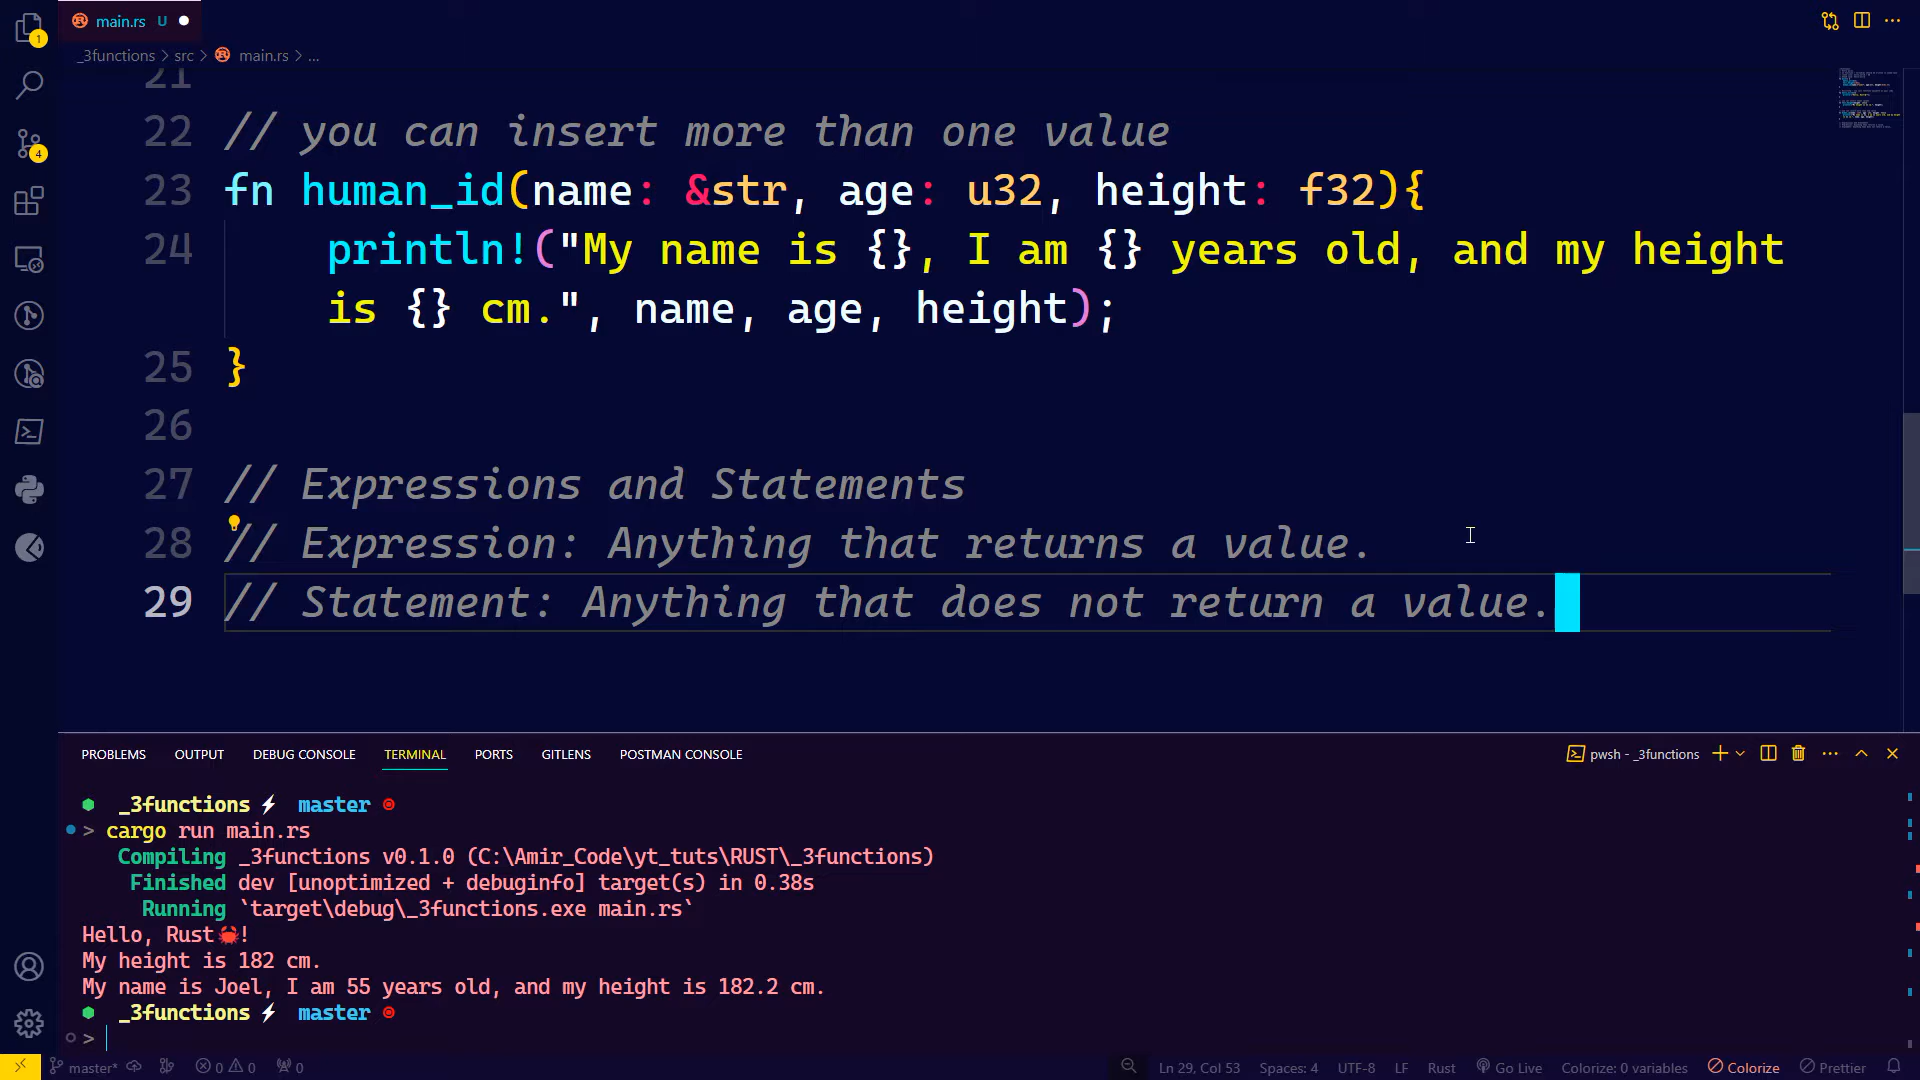 main.rs U
_3functions > src > main.rs > ...
21
22 // you can insert more than one value
23 fn human_id(name: &str, age: u32, height: f32){
24 println!("My name is {}, I am {} years old, and my height
is {} cm.", name, age, height);
25 }
26
27 // Expressions and Statements
28 // Expression: Anything that returns a value.
29 // Statement: Anything that does not return a value.
PROBLEMS OUTPUT DEBUG CONSOLE TERMINAL PORTS GITLENS POSTMAN CONSOLE pwsh - _3functions
_3functions master
> cargo run main.rs
Compiling _3functions v0.1.0 (C:\Amir_Code\yt_tuts\RUST\_3functions)
Finished dev [unoptimized + debuginfo] target(s) in 0.38s
Running `target\debug\_3functions.exe main.rs`
Hello, Rust🦀!
My height is 182 cm.
My name is Joel, I am 55 years old, and my height is 182.2 cm.
_3functions master
>
master* 0 0 0 Ln 29, Col 53 Spaces: 4 UTF-8 LF Rust Go Live Colorize: 0 variables Colorize Prettier
1
4